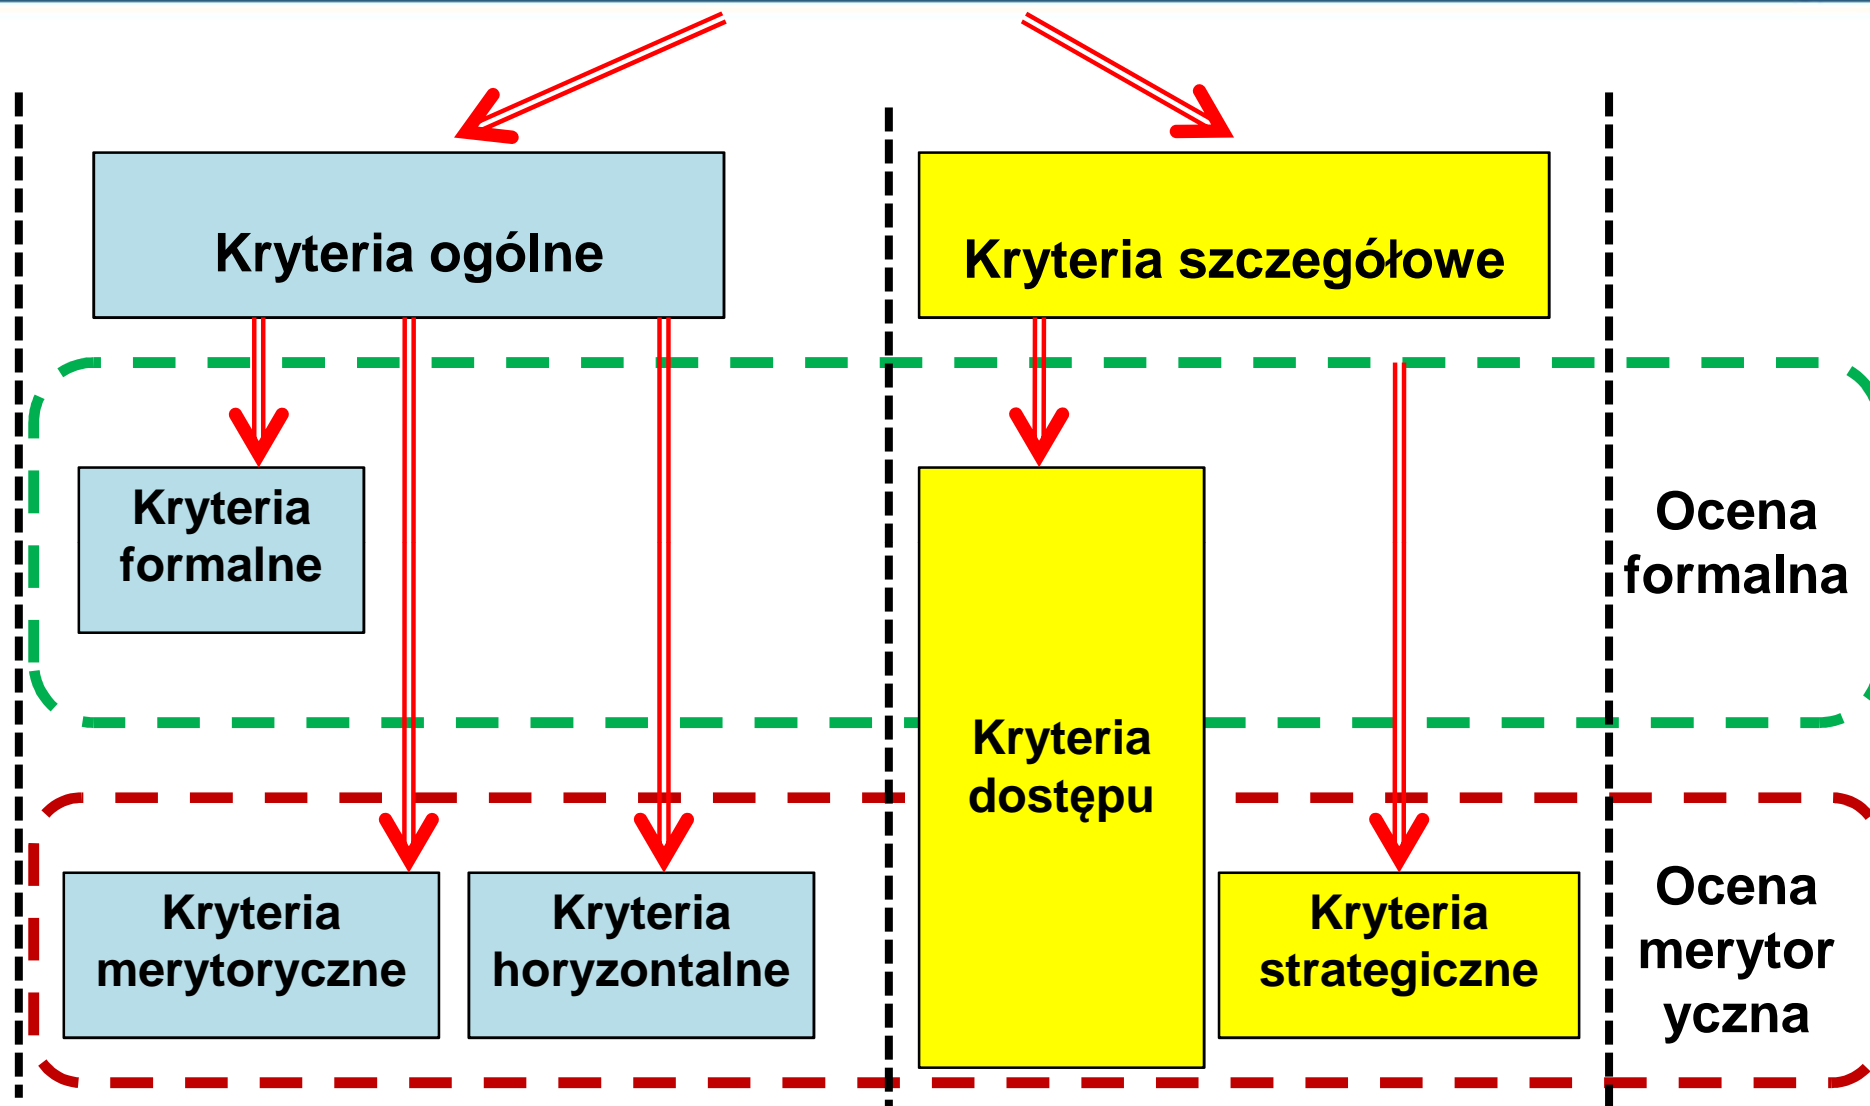 Kryteria ogólne
Kryteria szczegółowe
Kryteria
formalne
Ocena
formalna
Kryteria
dostępu
Kryteria
merytoryczne
Kryteria
horyzontalne
Kryteria
strategiczne
Ocena
merytor
yczna